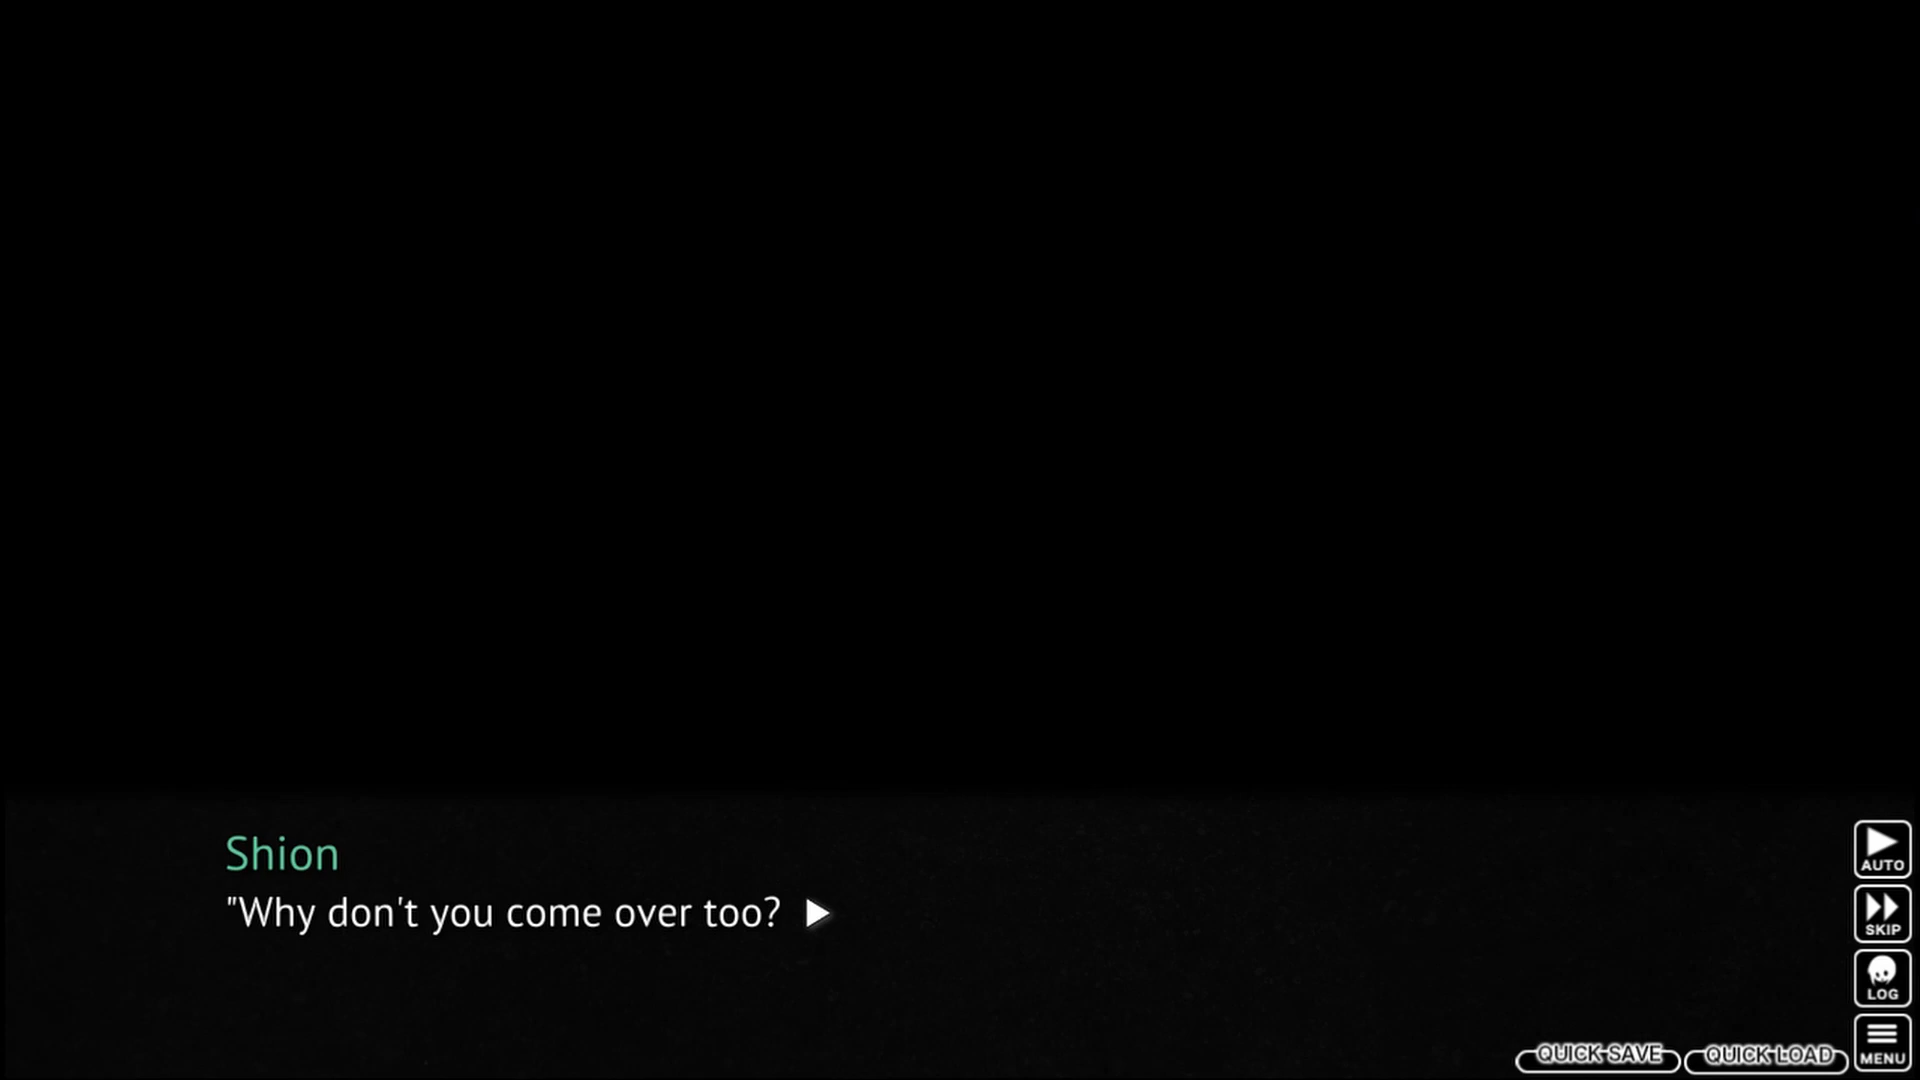 Shion
"Why don't you come over too?
AUTO
SKIP
LOG
MENU
QUICK SAVE
QUICK LOAD